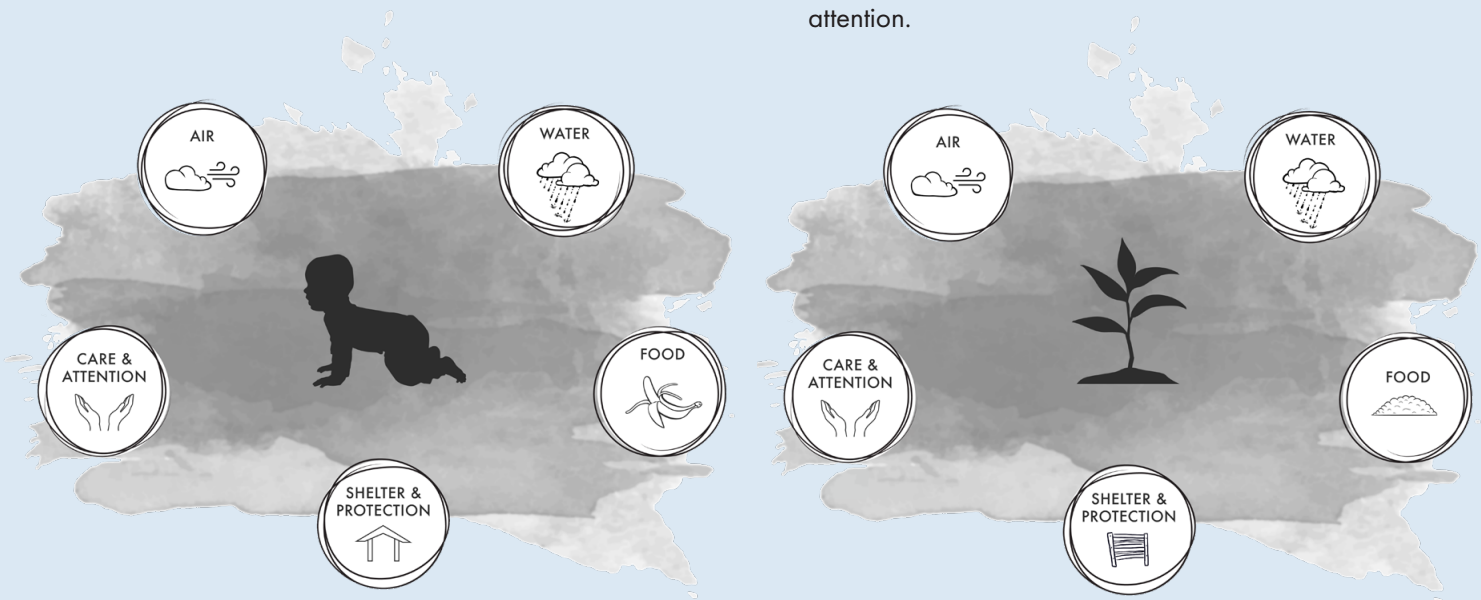 attention.
AIR
WATER
CARE &
ATTENTION
FOOD
SHELTER &
PROTECTION
AIR
WATER
CARE &
ATTENTION
FOOD
SHELTER &
PROTECTION